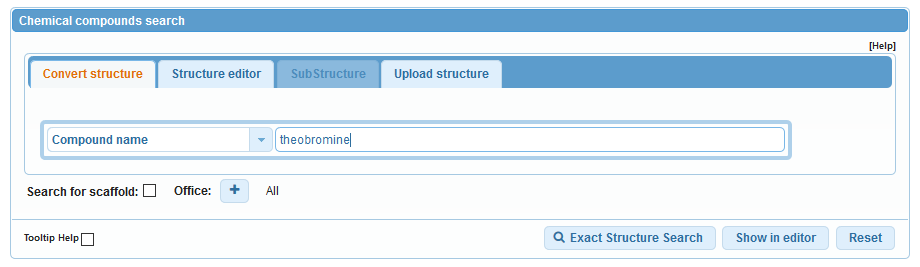 Chemical compounds search
[Help]
Convert structure Structure editor SubStructure Upload structure
Compound name theobromine
Search for scaffold: Office: + All
Tooltip Help Exact Structure Search Show in editor Reset